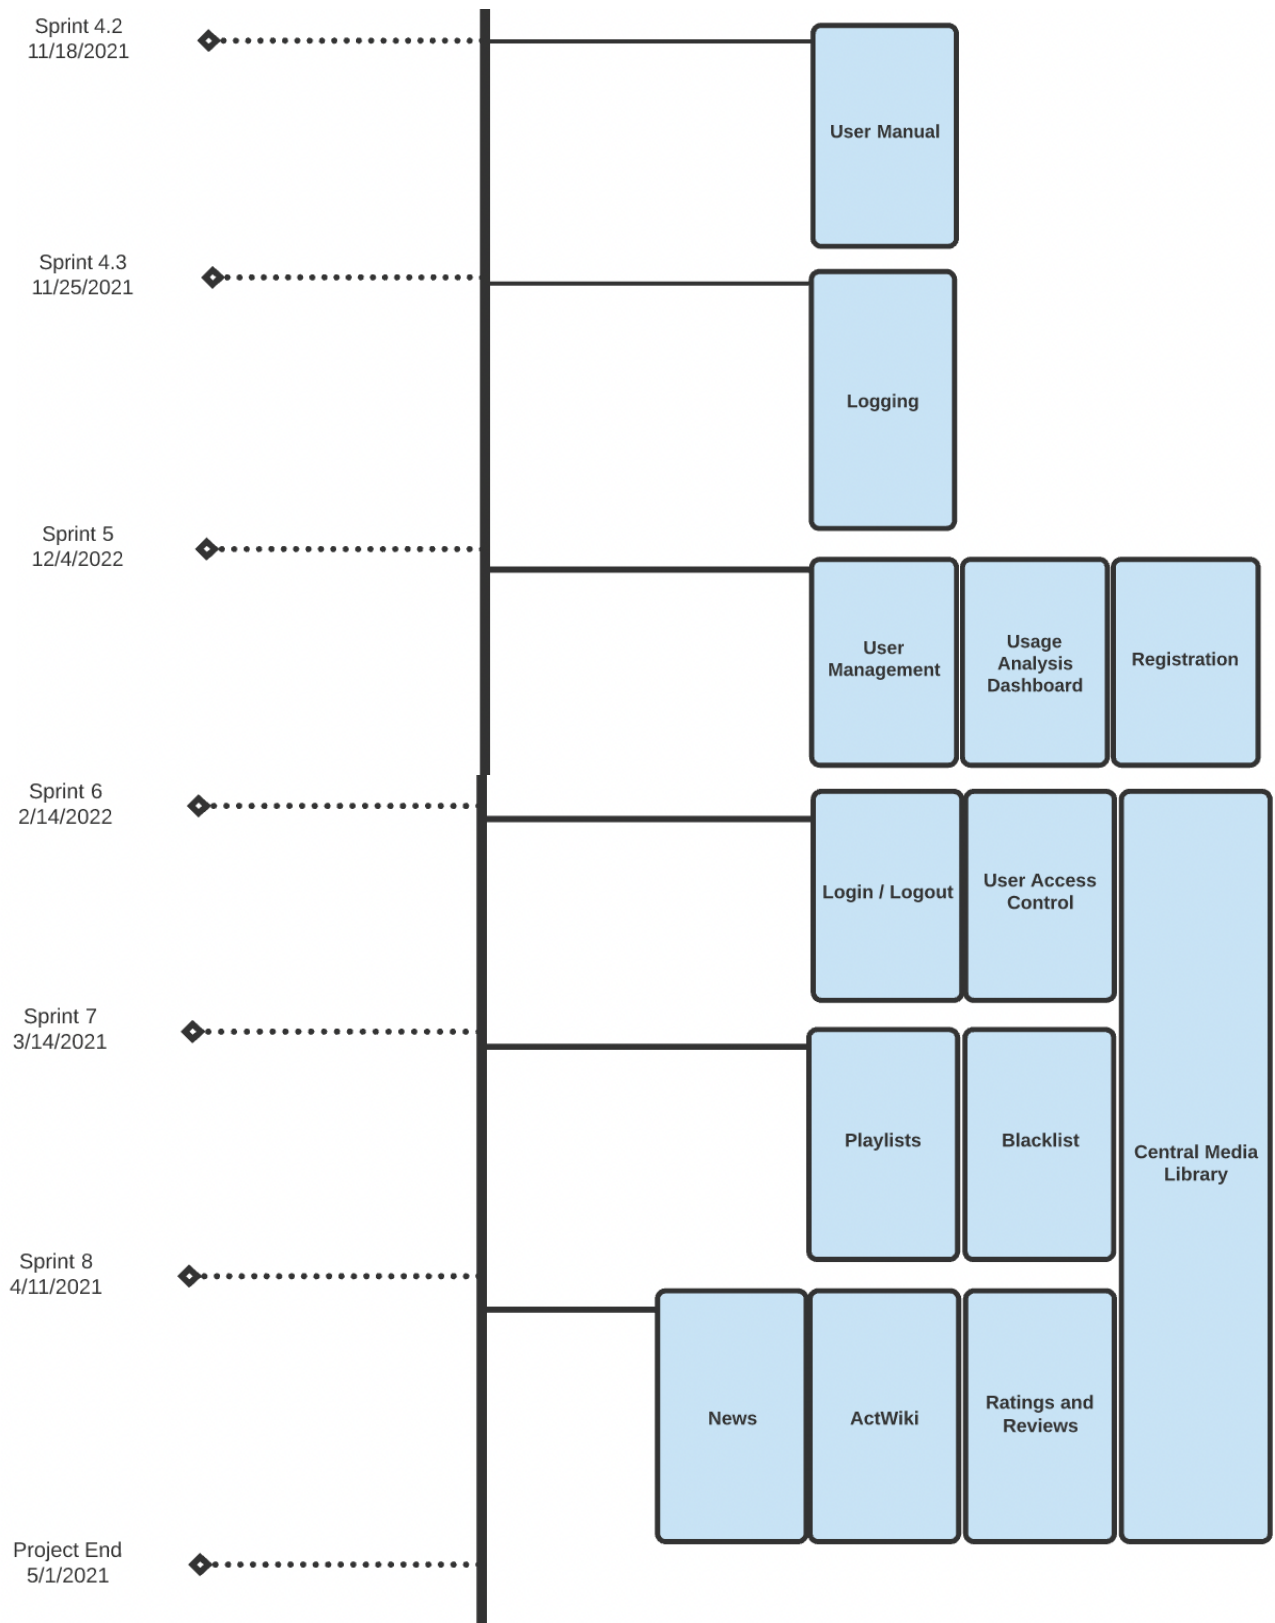 Sprint 4.2
11/18/2021
User Manual
Sprint 4.3
11/25/2021
Logging
Sprint 5
12/4/2022
User
Management
Usage
Analysis
Dashboard
Registration
Sprint 6
2/14/2022
Login / Logout
User Access
Control
Central Media
Library
Sprint 7
3/14/2021
Playlists
Blacklist
Sprint 8
4/11/2021
News
ActWiki
Ratings and
Reviews
Project End
5/1/2021